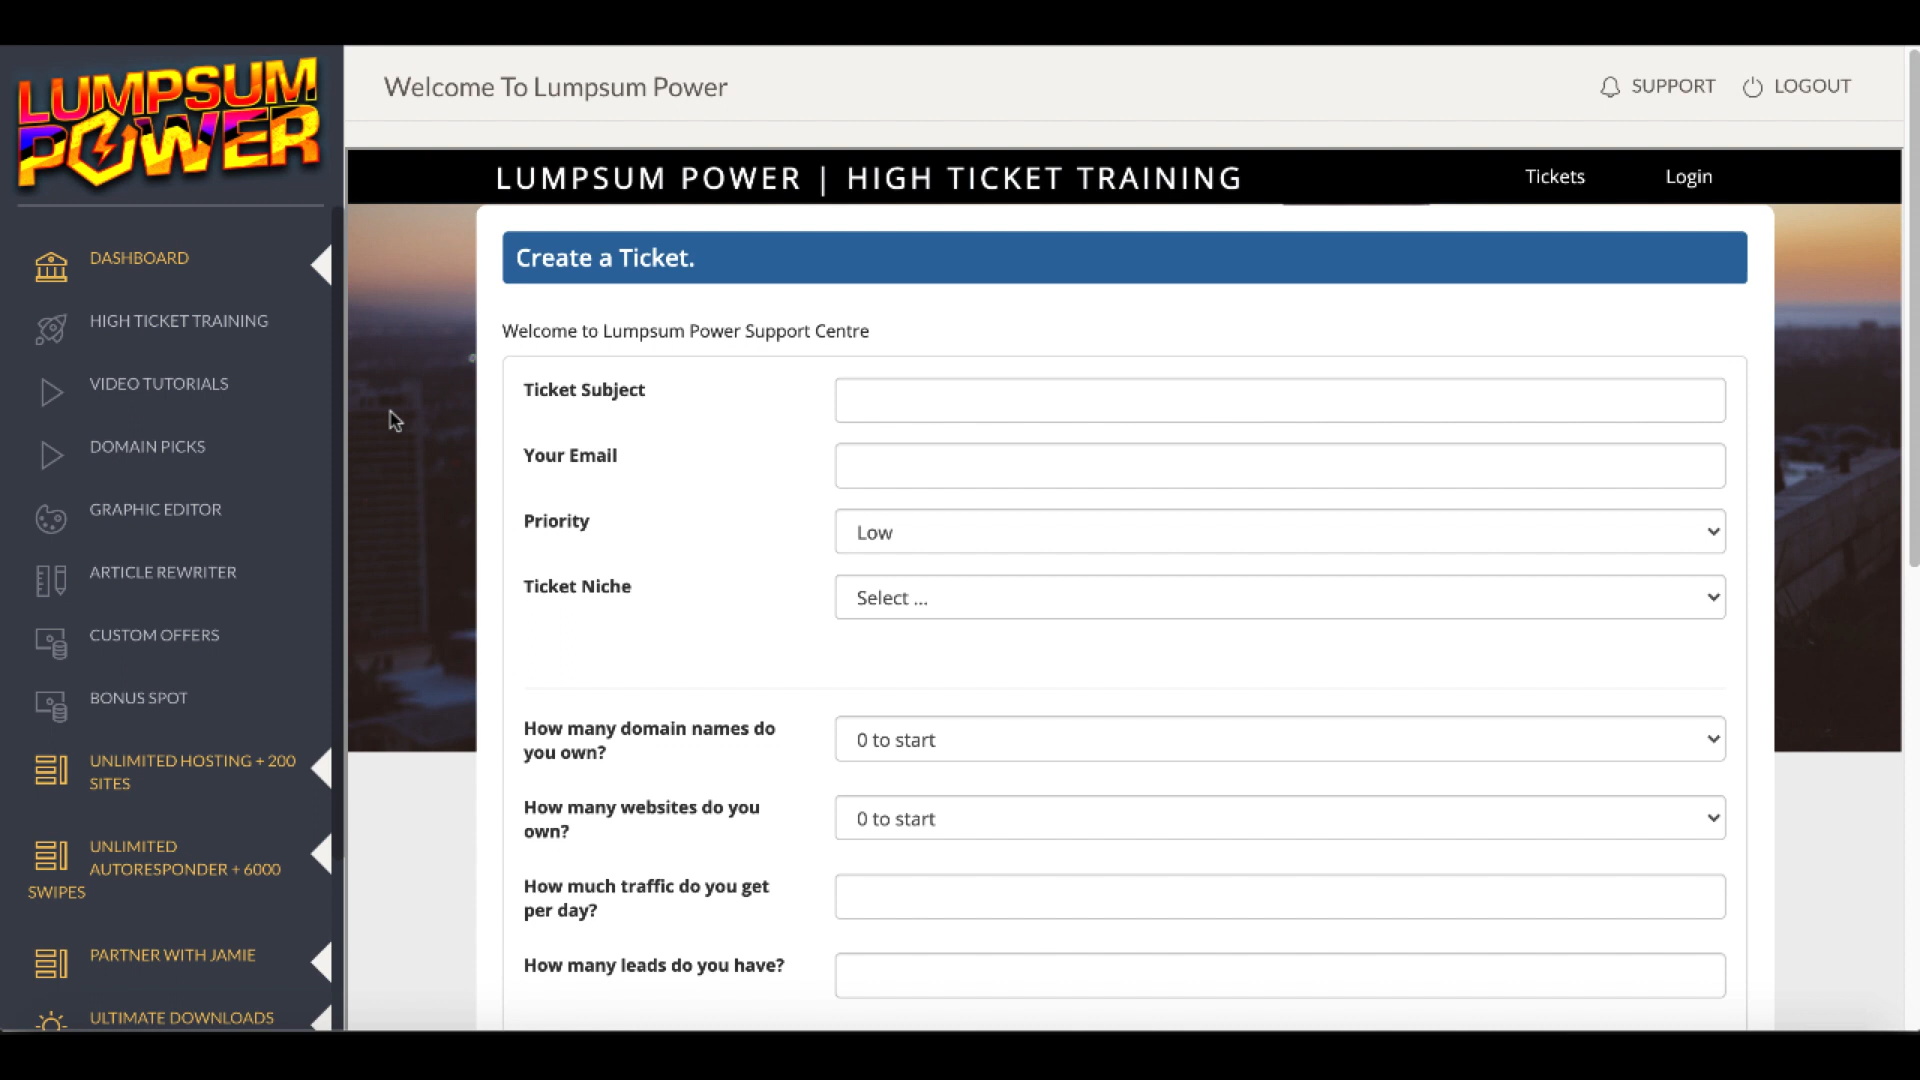 LUMPSUM
POWER
Welcome To Lumpsum Power
SUPPORT
LOGOUT
LUMPSUM POWER | HIGH TICKET TRAINING
Tickets
Login
DASHBOARD
HIGH TICKET TRAINING
VIDEO TUTORIALS
DOMAIN PICKS
GRAPHIC EDITOR
ARTICLE REWRITER
CUSTOM OFFERS
BONUS SPOT
UNLIMITED HOSTING + 200
SITES
UNLIMITED
AUTORESPONDER + 6000
SWIPES
PARTNER WITH JAMIE
ULTIMATE DOWNLOADS
Create a Ticket.
Welcome to Lumpsum Power Support Centre
Ticket Subject
Your Email
Priority
Low
Ticket Niche
Select ...
How many domain names do
you own?
0 to start
How many websites do you
own?
0 to start
How much traffic do you get
per day?
How many leads do you have?